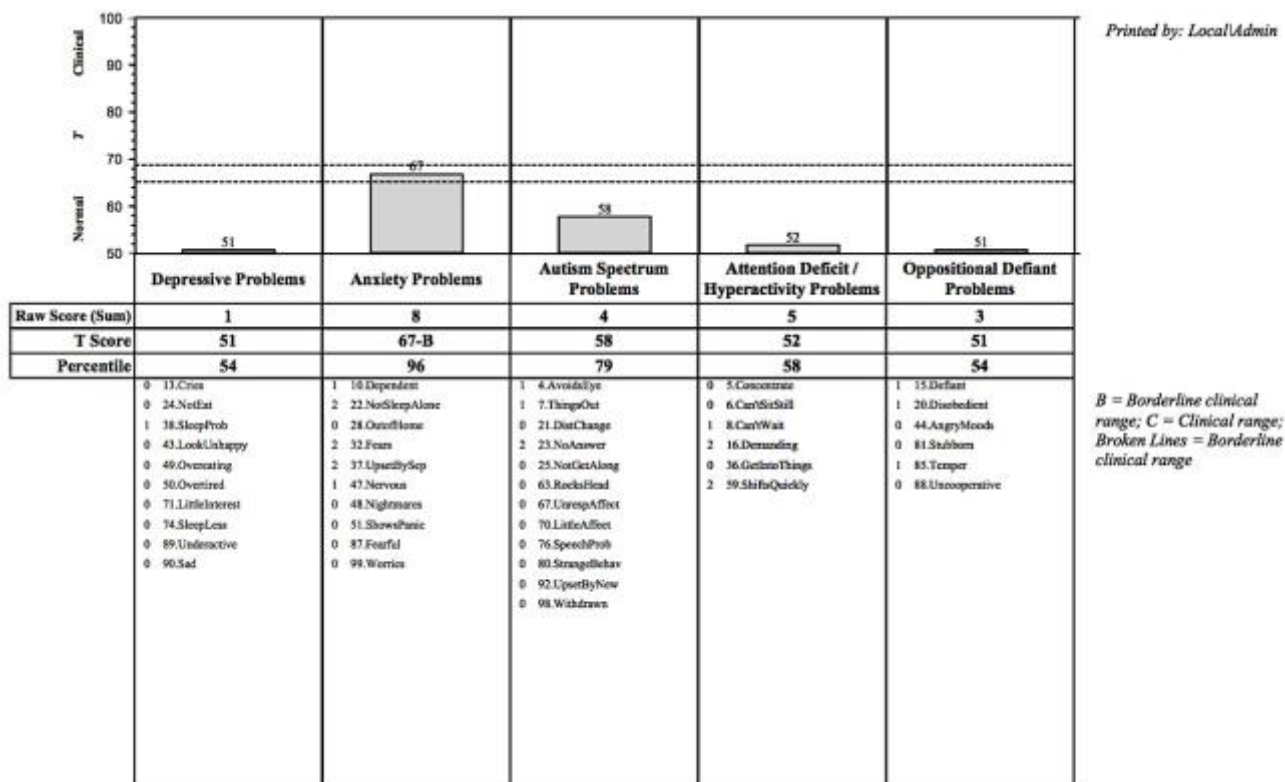 Printed by: Local\Admin
Clinical
T
Normal
100
90
80
70
60
50
51
67
58
52
51
Depressive Problems
Anxiety Problems
Autism Spectrum
Problems
Attention Deficit /
Hyperactivity Problems
Oppositional Defiant
Problems
Raw Score (Sum) 1 8 4 5 3
T Score 51 67-B 58 52 51
Percentile 54 96 79 58 54
0 13.Cries
0 24.NotEat
1 38.SleepProb
0 43.LookUnhappy
0 49.Overeating
0 50.Overtired
0 71.LittleInterest
0 74.SleepLess
0 89.Underactive
0 90.Sad
1 10.Dependent
2 22.NotSleepAlone
0 28.OutofHome
2 32.Fears
2 37.UpsetBySep
1 47.Nervous
0 48.Nightmares
0 51.ShowsPanic
0 87.Fearful
0 99.Worries
1 4.AvoidsEye
1 7.ThingsOut
0 21.DistChange
2 23.NoAnswer
0 25.NotGetAlong
0 63.RocksHead
0 67.UnrespAffect
0 70.LittleAffect
0 76.SpeechProb
0 80.StrangeBehav
0 92.UpsetByNew
0 98.Withdrawn
0 5.Concentrate
0 6.Can'tSitStill
1 8.Can'tWait
2 16.Demanding
0 36.GetIntoThings
2 59.ShiftsQuickly
1 15.Defiant
1 20.Disobedient
0 44.AngryMoods
0 81.Stubborn
1 85.Temper
0 88.Uncooperative
B = Borderline clinical
range; C = Clinical range;
Broken Lines = Borderline
clinical range